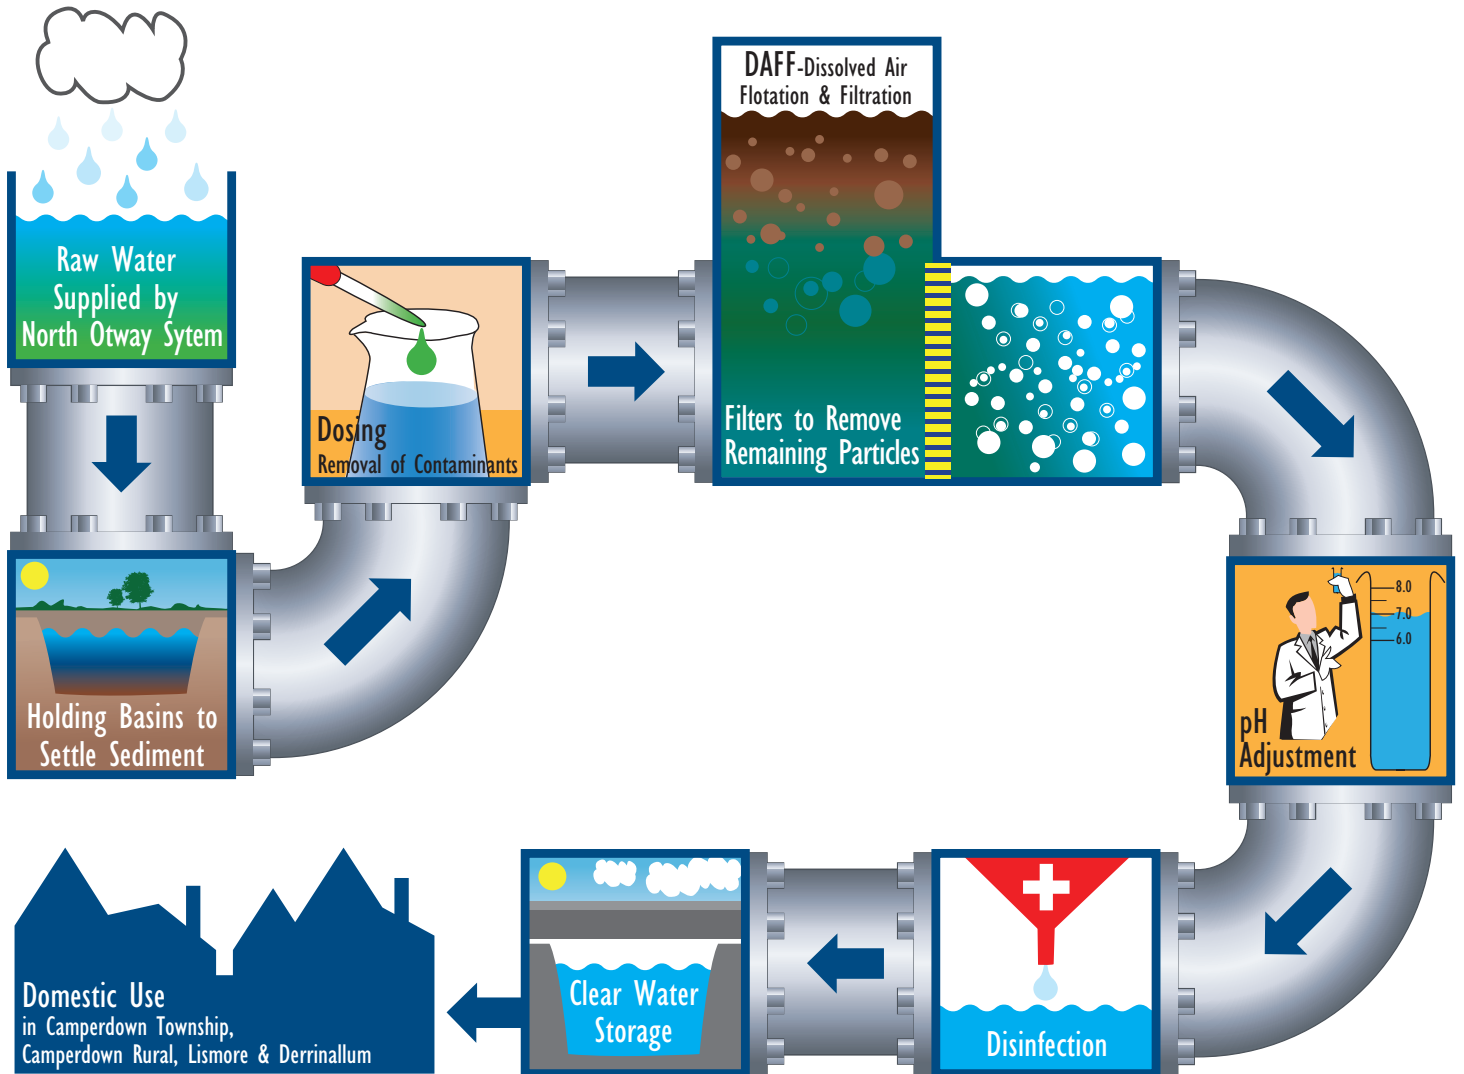 Raw Water
Supplied by
North Otway Sytem
Holding Basins to
Settle Sediment
Dosing
Removal of Contaminants
DAFF-Dissolved Air
Flotation & Filtration
Filters to Remove
Remaining Particles
8.0
7.0
6.0
pH
Adjustment
Disinfection
Clear Water
Storage
Domestic Use
in Camperdown Township,
Camperdown Rural, Lismore & Derrinallum